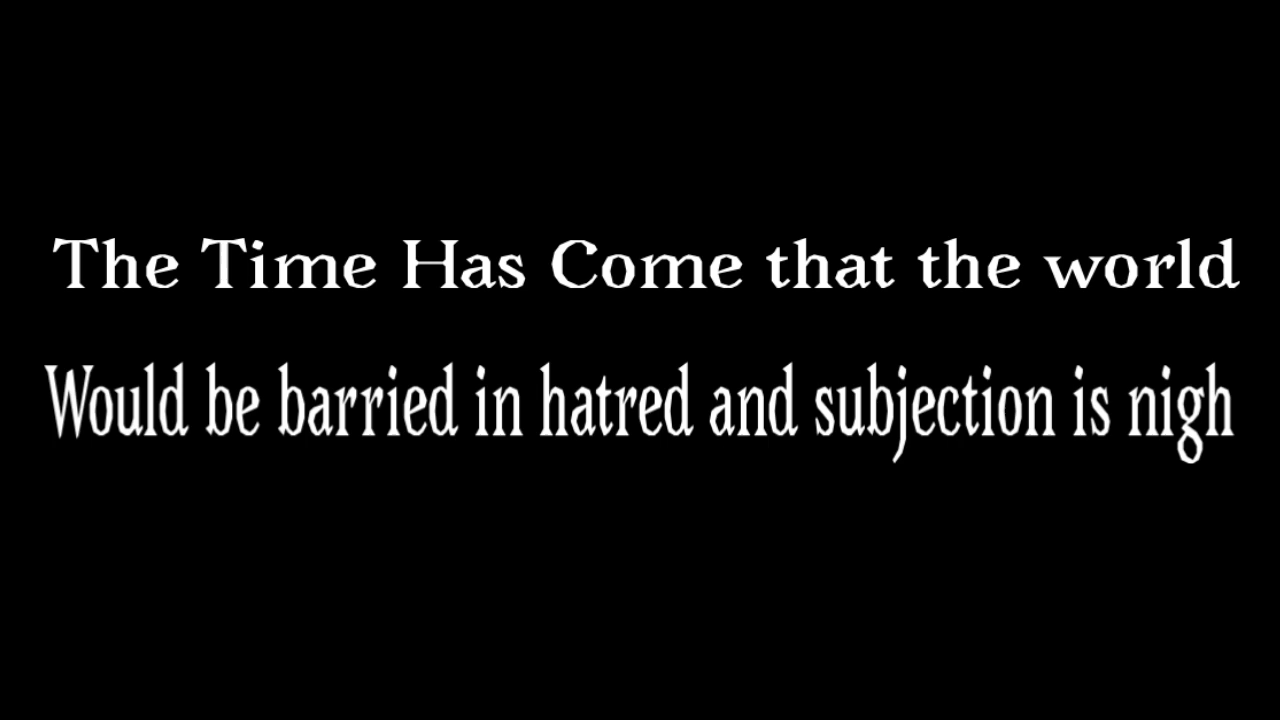 The Time Has Come that the world
Would be barried in hatred and subjection is nigh